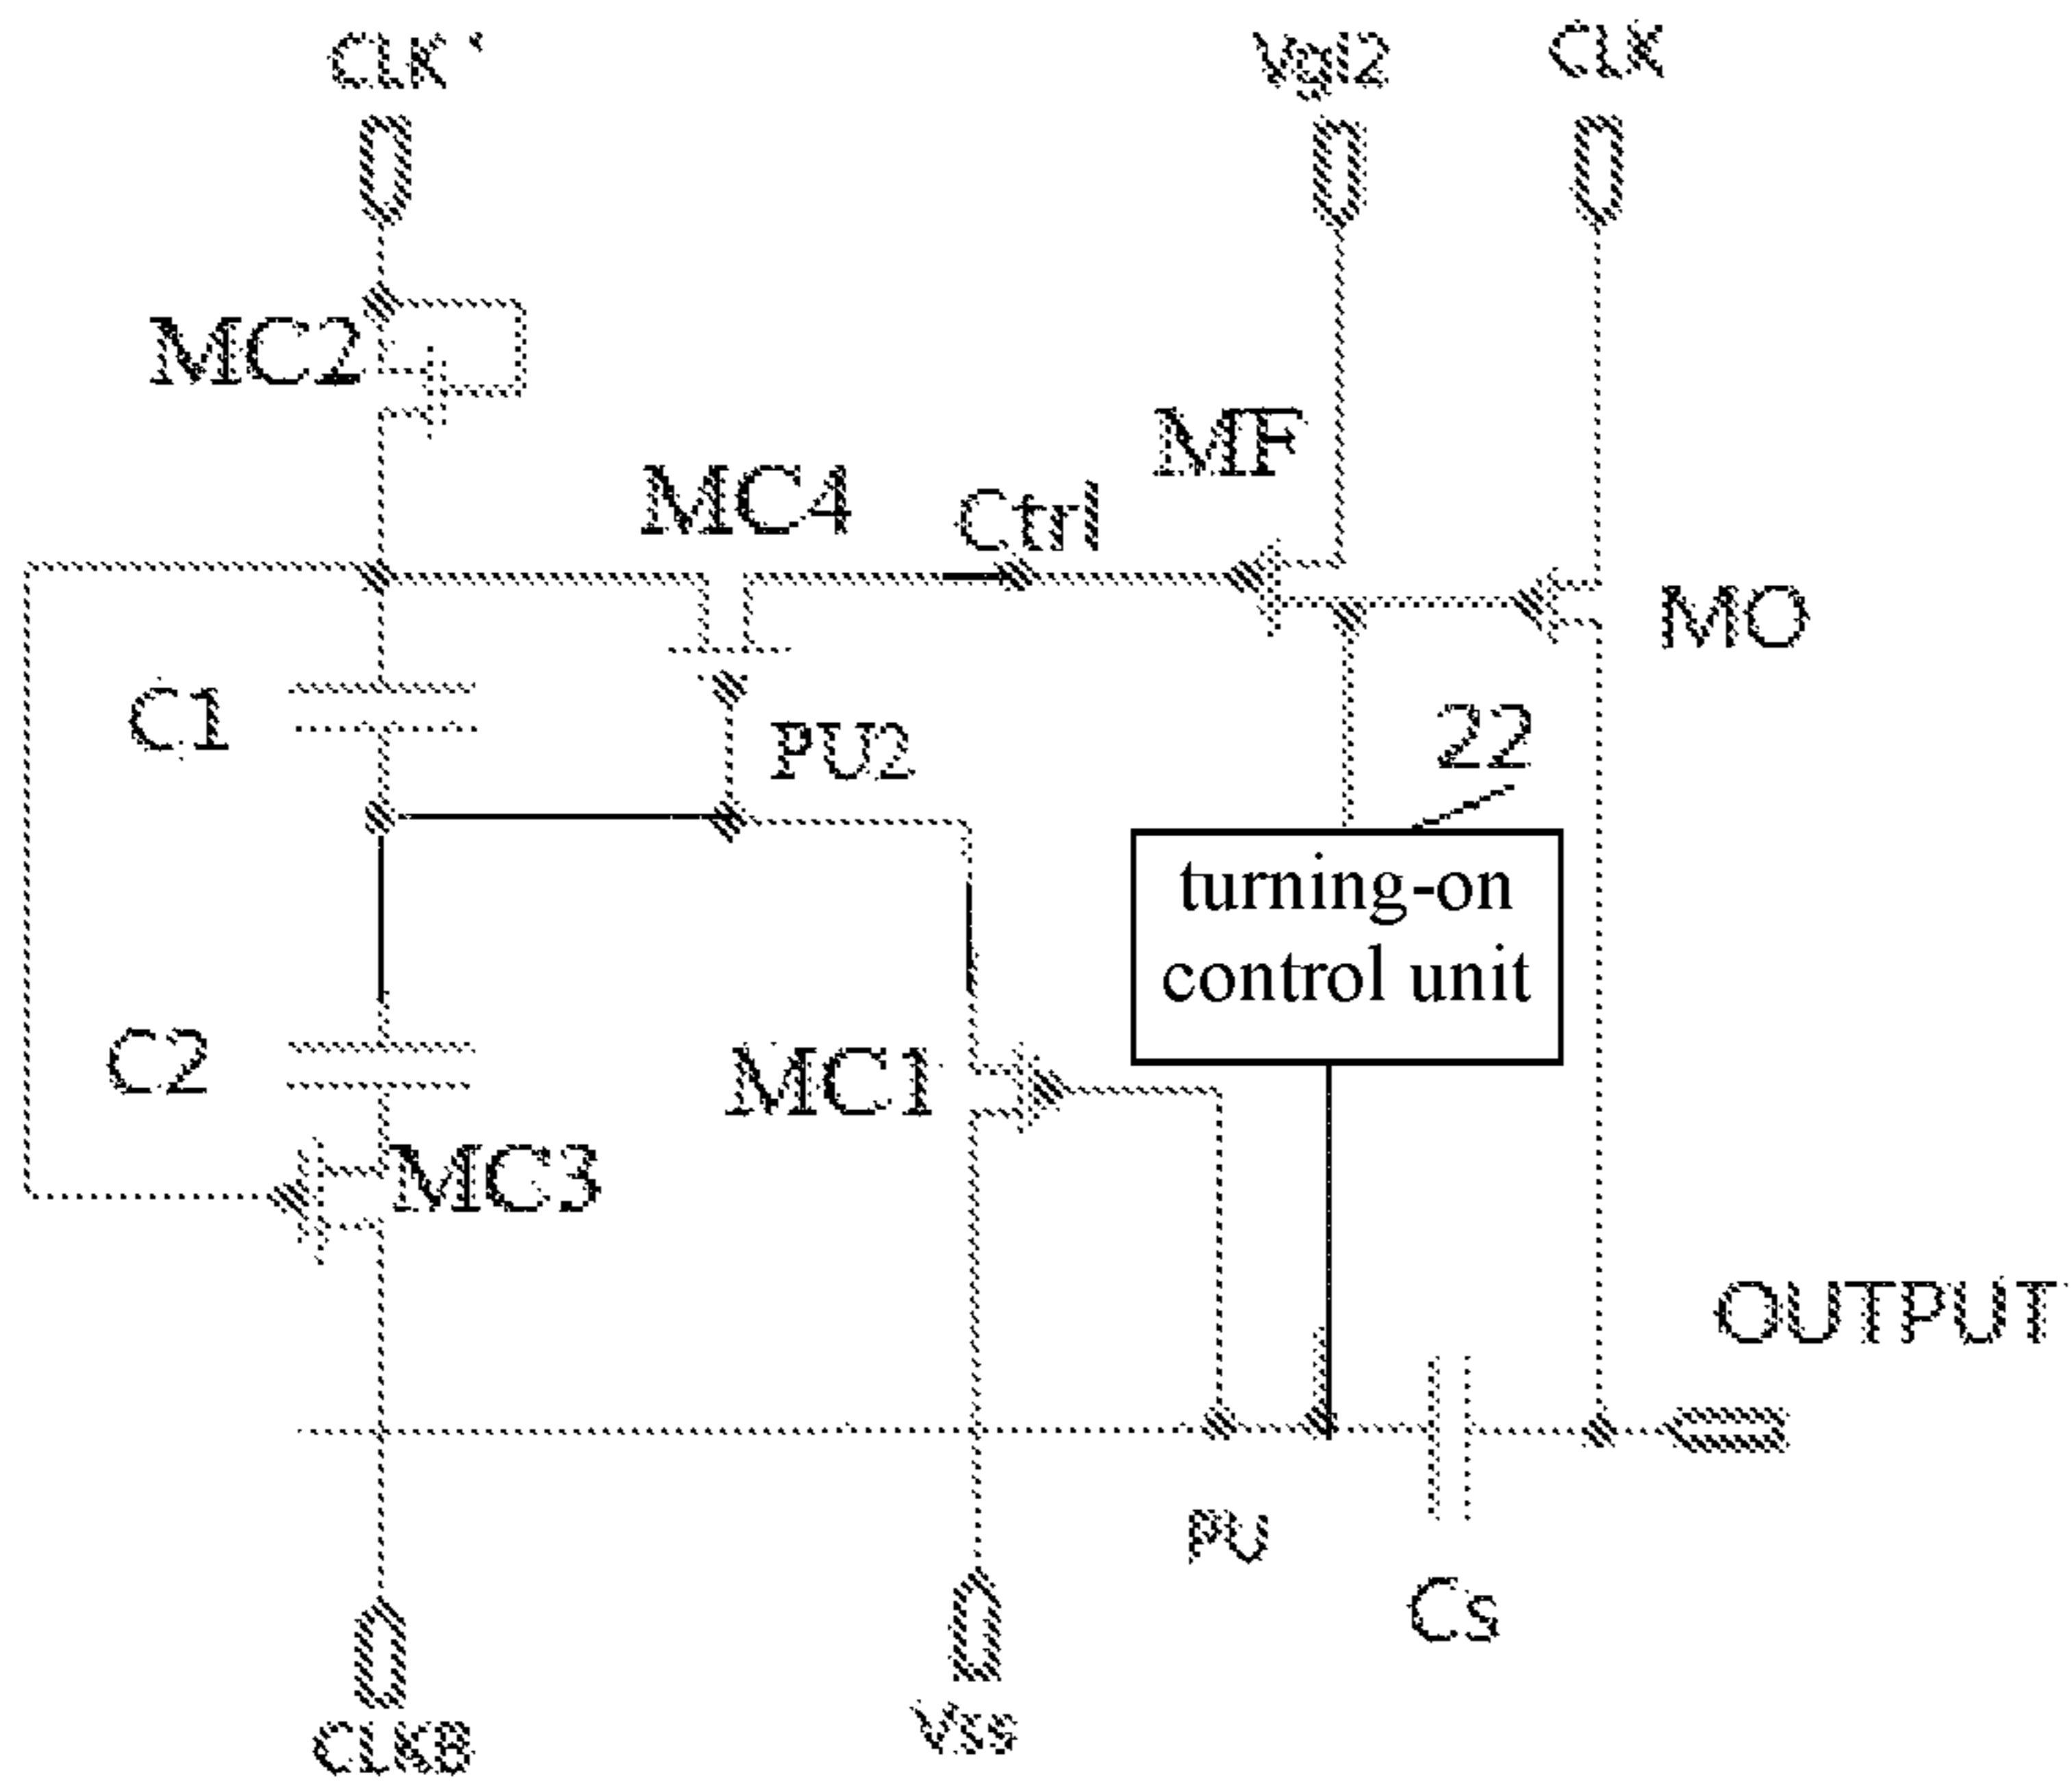 CLK'
Vgl2
CLK
MC2
MF
MC4
Ctrl
MO
C1
PU2
22
turning-on
control unit
C2
MC1
MC3
OUTPUT
PU
Cs
CLKB
Vss